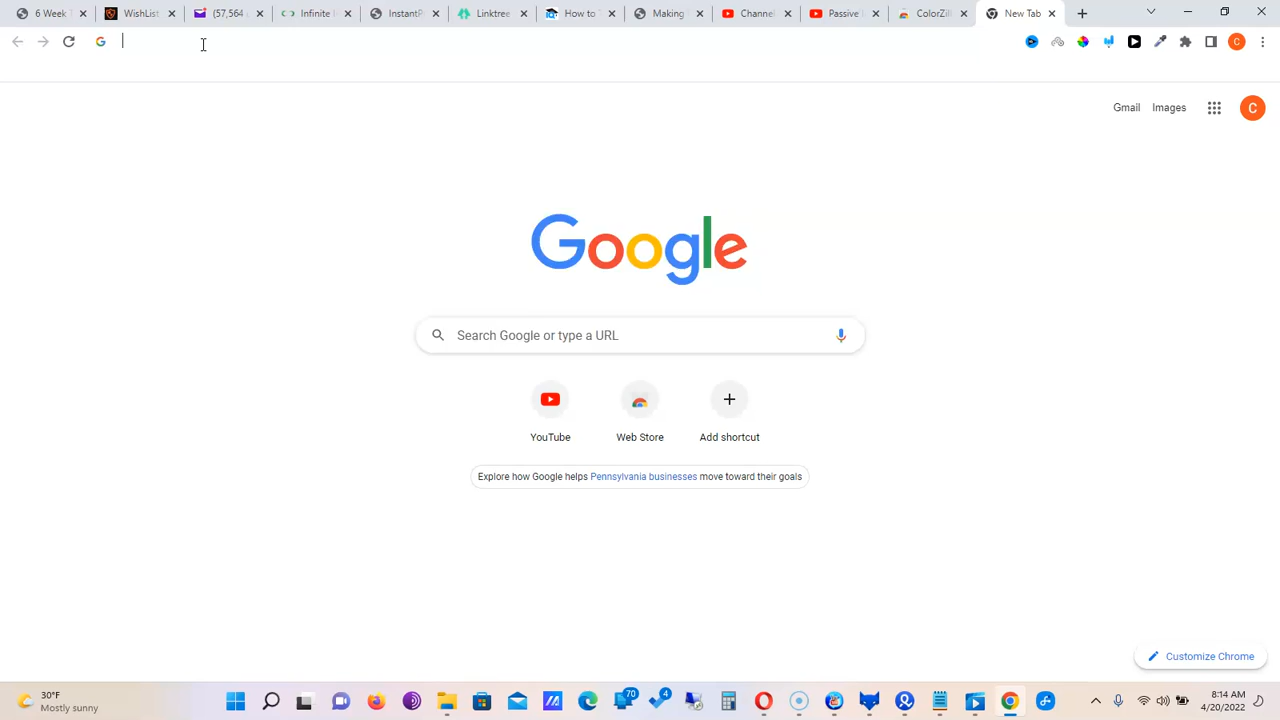 6 Week
WishList
(57,564
Infinite
InstantP
Linktree
How to
Making
Channel
Passive
ColorZill
New Tab
C
Gmail
Images
C
Google
Search Google or type a URL
YouTube
Web Store
Add shortcut
Explore how Google helps Pennsylvania businesses move toward their goals
Customize Chrome
30°F
Mostly sunny
70
4
8:14 AM
4/20/2022